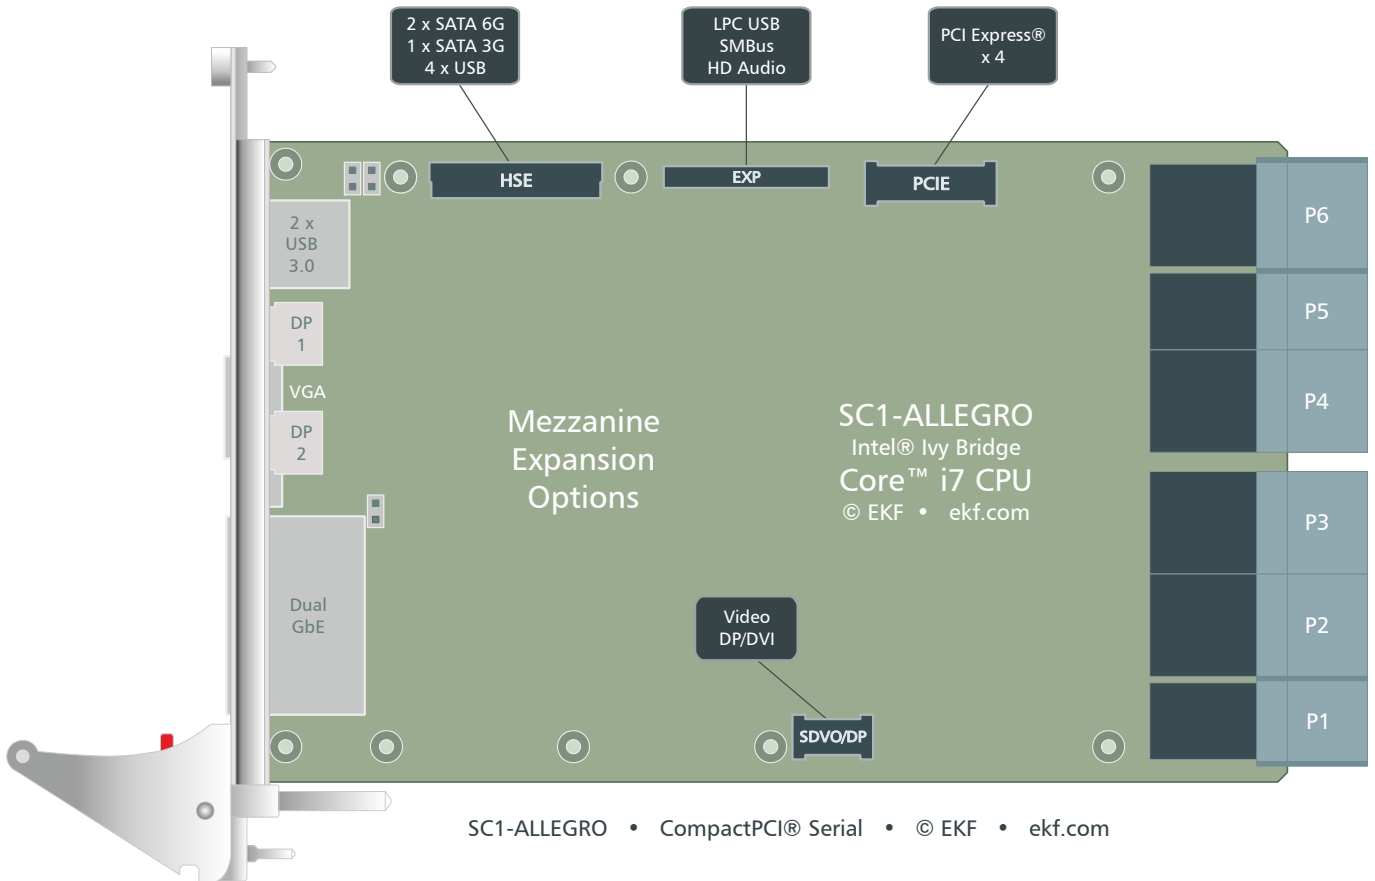 2 x SATA 6G
1 x SATA 3G
4 x USB
LPC USB
SMBus
HD Audio
PCI Express®
x 4
HSE
EXP
PCIE
2 x
USB
3.0
DP
1
VGA
DP
2
Dual
GbE
Mezzanine
Expansion
Options
SC1-ALLEGRO
Intel® Ivy Bridge
Core™ i7 CPU
© EKF • ekf.com
Video
DP/DVI
SDVO/DP
P6
P5
P4
P3
P2
P1
SC1-ALLEGRO • CompactPCI® Serial • © EKF • ekf.com